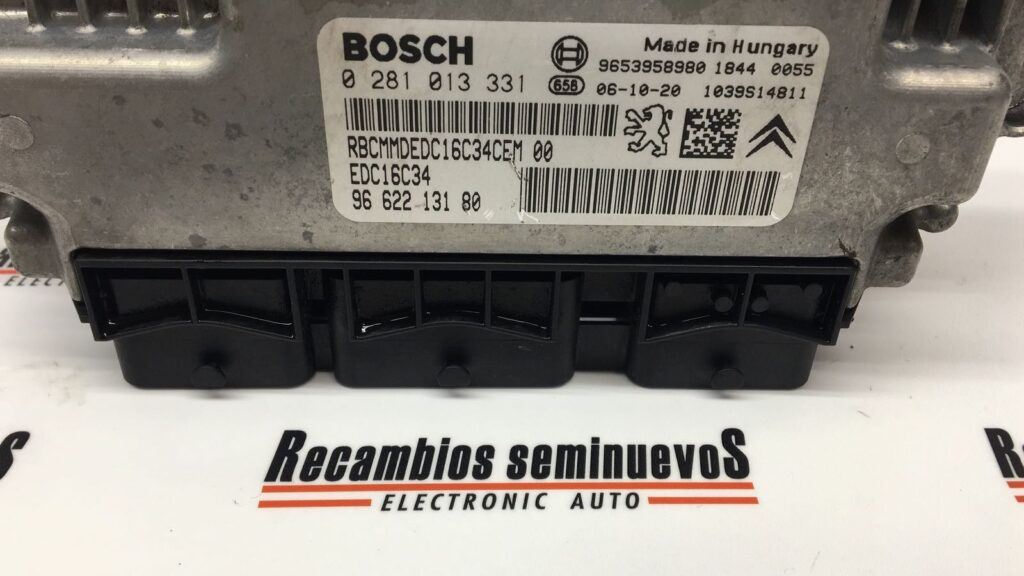 BOSCH
Made in Hungary
0 281 013 331
9653958980 1844 0055
658
06-10-20 1039S14811
RBCMMDEDC16C34CEM 00
EDC16C34
96 622 131 80
ELECTR
Recambios seminuevoS
ELECTRONIC AUTO